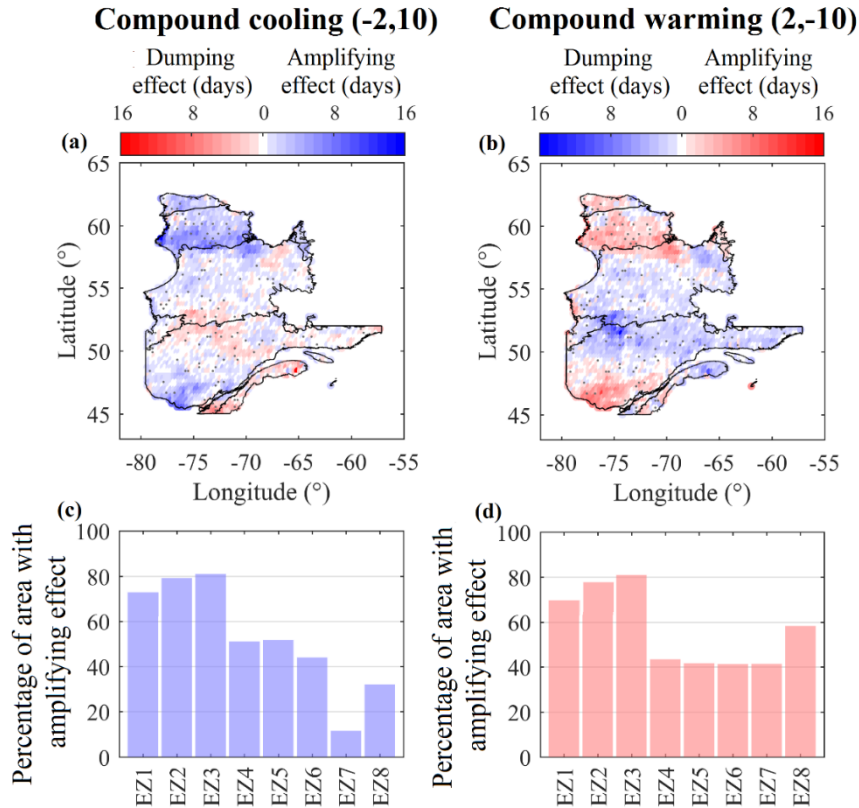 Compound cooling (-2,10)
Compound warming (2,-10)
Dumping effect (days)
Amplifying effect (days)
16 8 0 8 16
Dumping effect (days)
Amplifying effect (days)
16 8 0 8 16
(a)
65
60
55
50
45
Latitude (°)
-80 -75 -70 -65 -60 -55
Longitude (°)
(b)
65
60
55
50
45
Latitude (°)
-80 -75 -70 -65 -60 -55
Longitude (°)
(c)
Percentage of area with
amplifying effect
100
80
60
40
20
0
EZ1 EZ2 EZ3 EZ4 EZ5 EZ6 EZ7 EZ8
(d)
Percentage of area with
amplifying effect
100
80
60
40
20
0
EZ1 EZ2 EZ3 EZ4 EZ5 EZ6 EZ7 EZ8